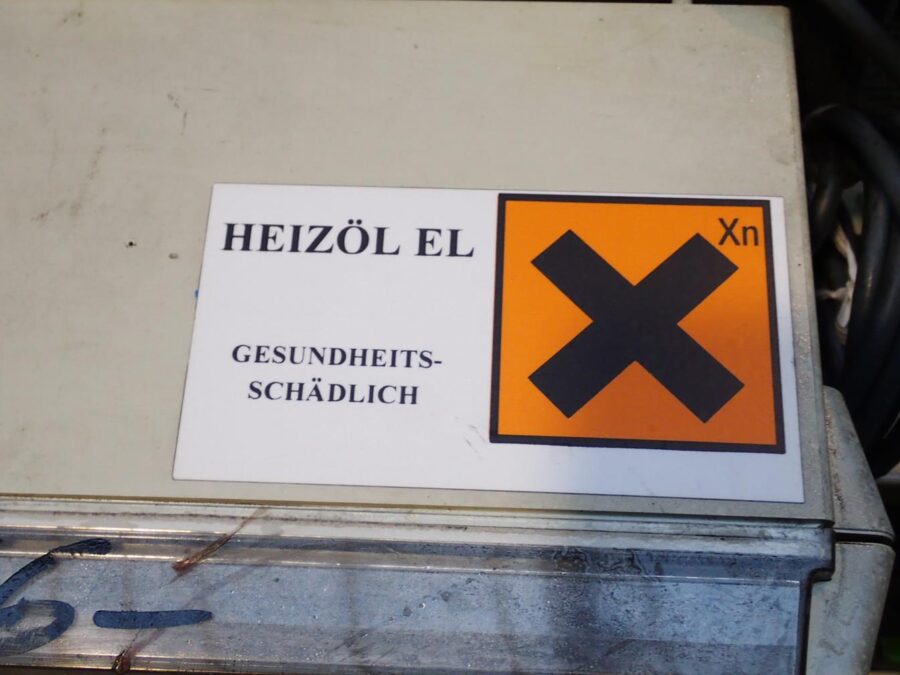 HEIZÖL EL
Xn
GESUNDHEITS-
SCHÄDLICH